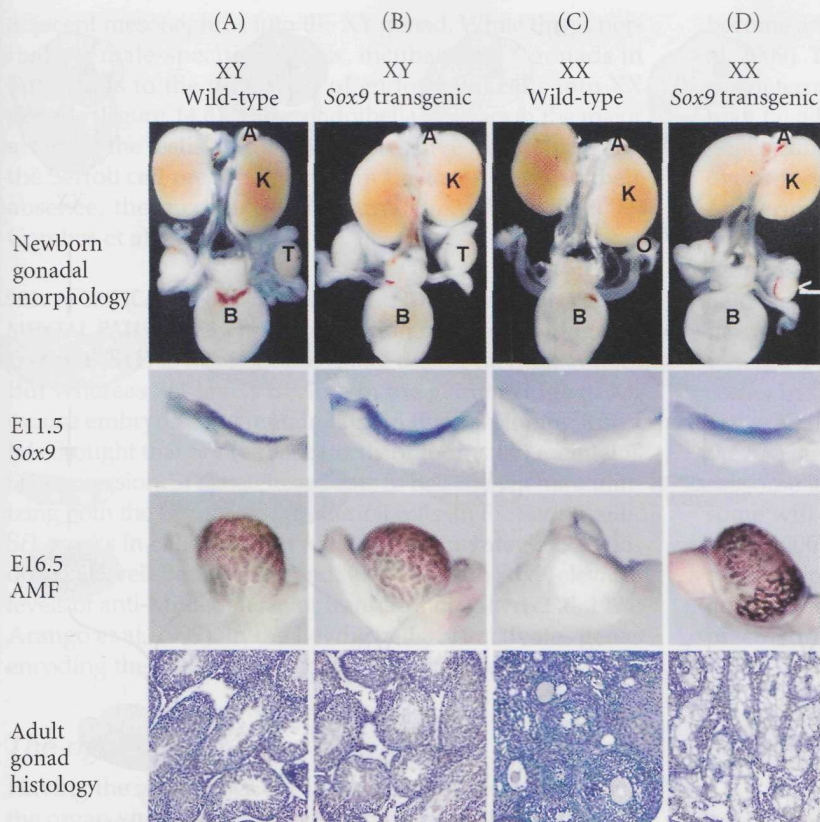 (A) (B) (C) (D)
XY XY XX XX
Wild-type Sox9 transgenic Wild-type Sox9 transgenic
Newborn
gonadal
morphology
A A A A
K K K K
T T O
B B B B
E11.5
Sox9
E16.5
AMF
Adult
gonad
histology